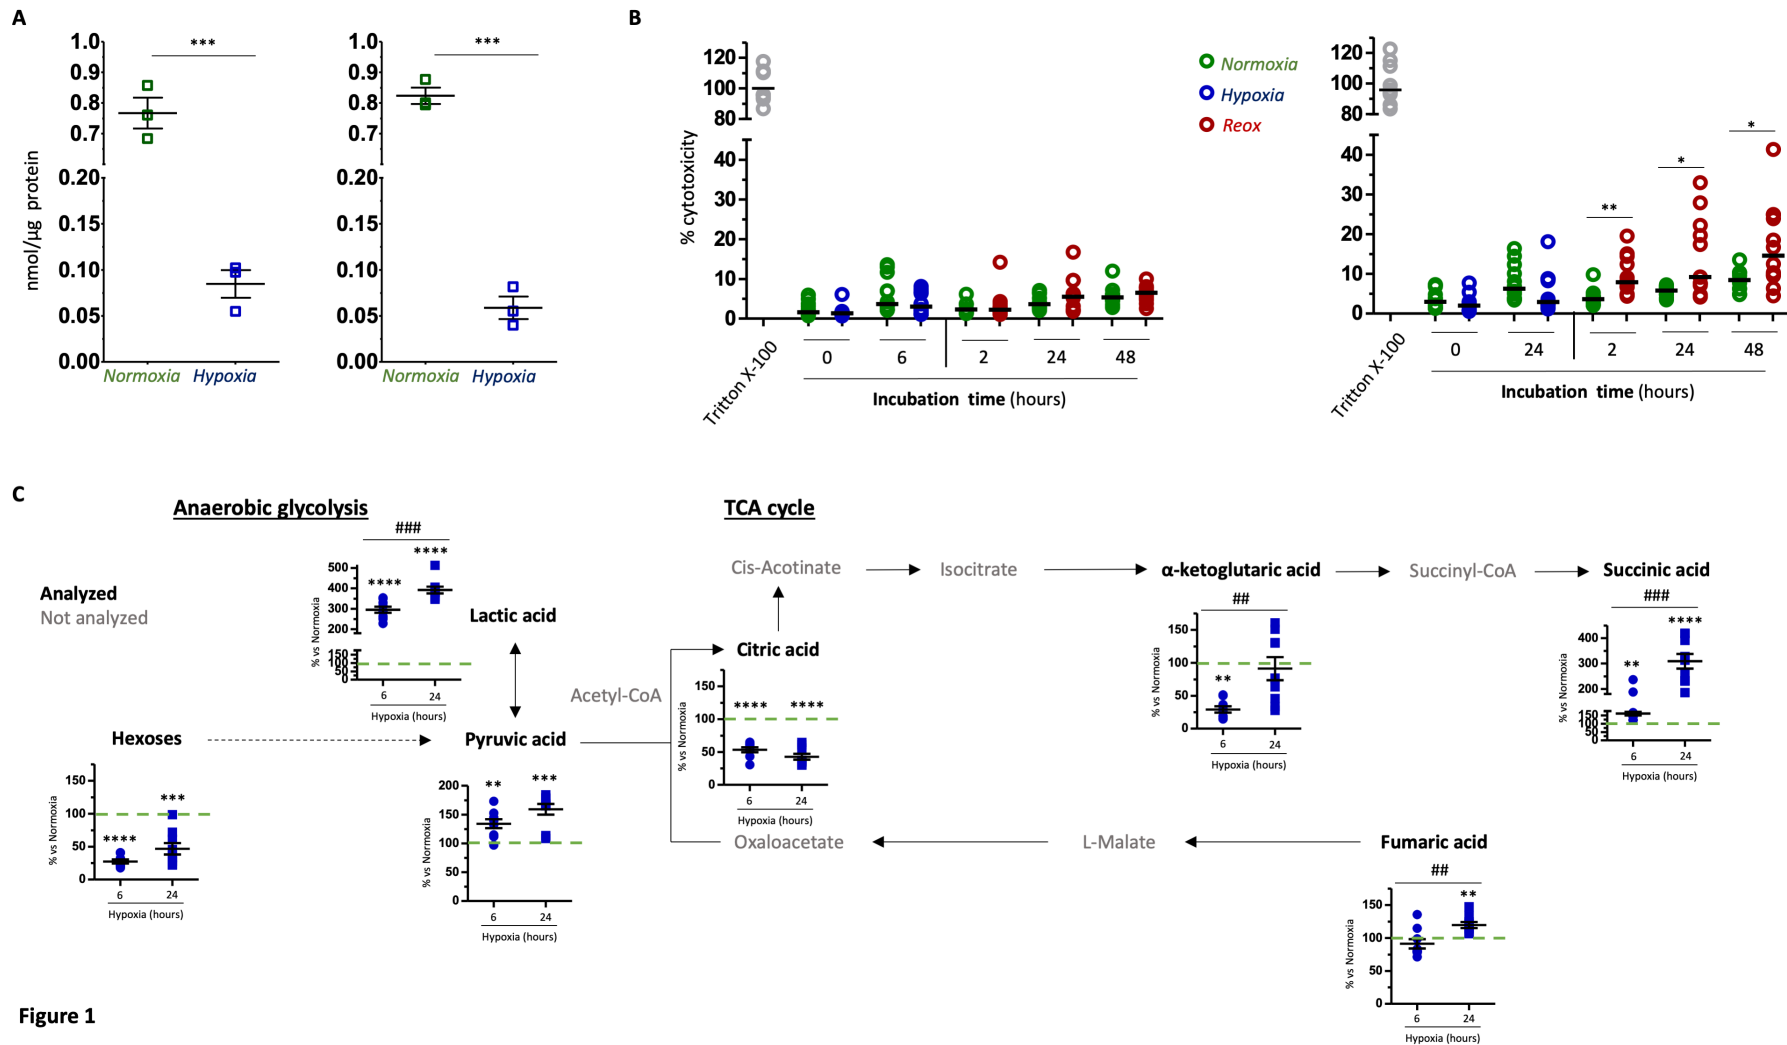 A
nmol/µg protein
1.0
0.9
0.8
0.7
0.20
0.15
0.10
0.05
0.00
***
Normoxia
Hypoxia
1.0
0.9
0.8
0.7
0.20
0.15
0.10
0.05
0.00
***
Normoxia
Hypoxia
B
% cytotoxicity
120
100
80
40
30
20
10
0
Tritton X-100
0
6
2
24
48
Incubation time (hours)
Normoxia
Hypoxia
Reox
120
100
80
40
30
20
10
0
**
*
*
Tritton X-100
0
24
2
24
48
Incubation time (hours)
C
Anaerobic glycolysis
TCA cycle
Analyzed
Not analyzed
###
****
****
% vs Normoxia
500
400
300
200
150
100
50
0
6
24
Hypoxia (hours)
Lactic acid
Hexoses
% vs Normoxia
150
100
50
0
****
***
6
24
Hypoxia (hours)
Pyruvic acid
% vs Normoxia
200
150
100
50
0
**
***
6
24
Hypoxia (hours)
Acetyl-CoA
Cis-Acotinate
Isocitrate
α-ketoglutaric acid
Succinyl-CoA
Succinic acid
Citric acid
% vs Normoxia
150
100
50
0
****
****
6
24
Hypoxia (hours)
##
% vs Normoxia
150
100
50
0
**
6
24
Hypoxia (hours)
###
% vs Normoxia
400
300
200
150
100
50
0
**
****
6
24
Hypoxia (hours)
Oxaloacetate
L-Malate
Fumaric acid
##
**
% vs Normoxia
150
100
50
0
6
24
Hypoxia (hours)
Figure 1